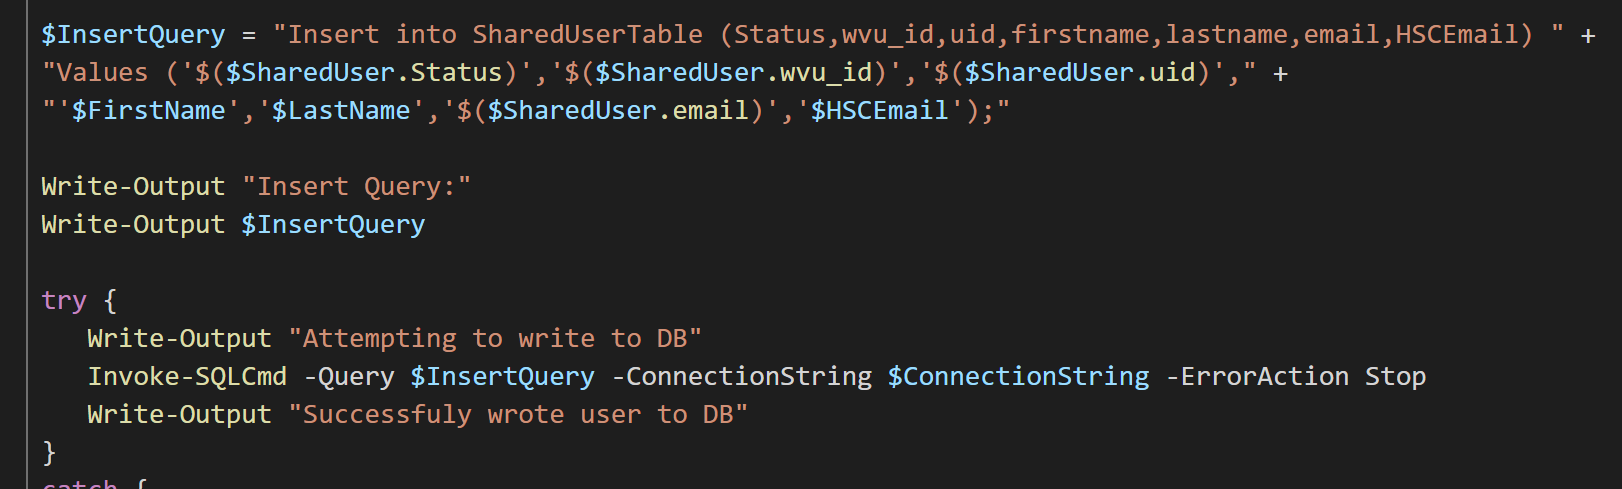 $InsertQuery = "Insert into SharedUserTable (Status,wvu_id,uid,firstname,lastname,email,HSCEmail) " +
"Values ('$($SharedUser.Status)','$($SharedUser.wvu_id)','$($SharedUser.uid)'," +
"'$FirstName','$LastName','$($SharedUser.email)','$HSCEmail');"
Write-Output "Insert Query:"
Write-Output $InsertQuery
try {
Write-Output "Attempting to write to DB"
Invoke-SQLCmd -Query $InsertQuery -ConnectionString $ConnectionString -ErrorAction Stop
Write-Output "Successfuly wrote user to DB"
}
catch {